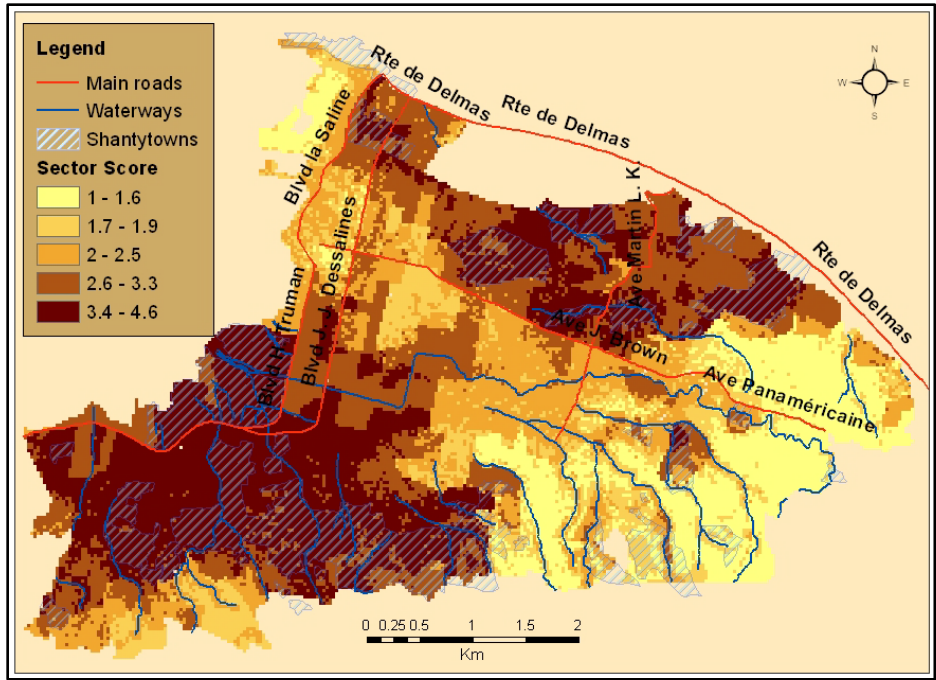 Legend
Main roads
Waterways
Shantytowns
Sector Score
1 - 1.6
1.7 - 1.9
2 - 2.5
2.6 - 3.3
3.4 - 4.6
Rte de Delmas
Rte de Delmas
Rte de Delmas
Blvd la Saline
Blvd J. J. Dessalines
Blvd H. Truman
Ave Martin L. K.
Ave J. Brown
Ave Panaméricaine
N
W
E
S
0 0.25 0.5 1 1.5 2
Km